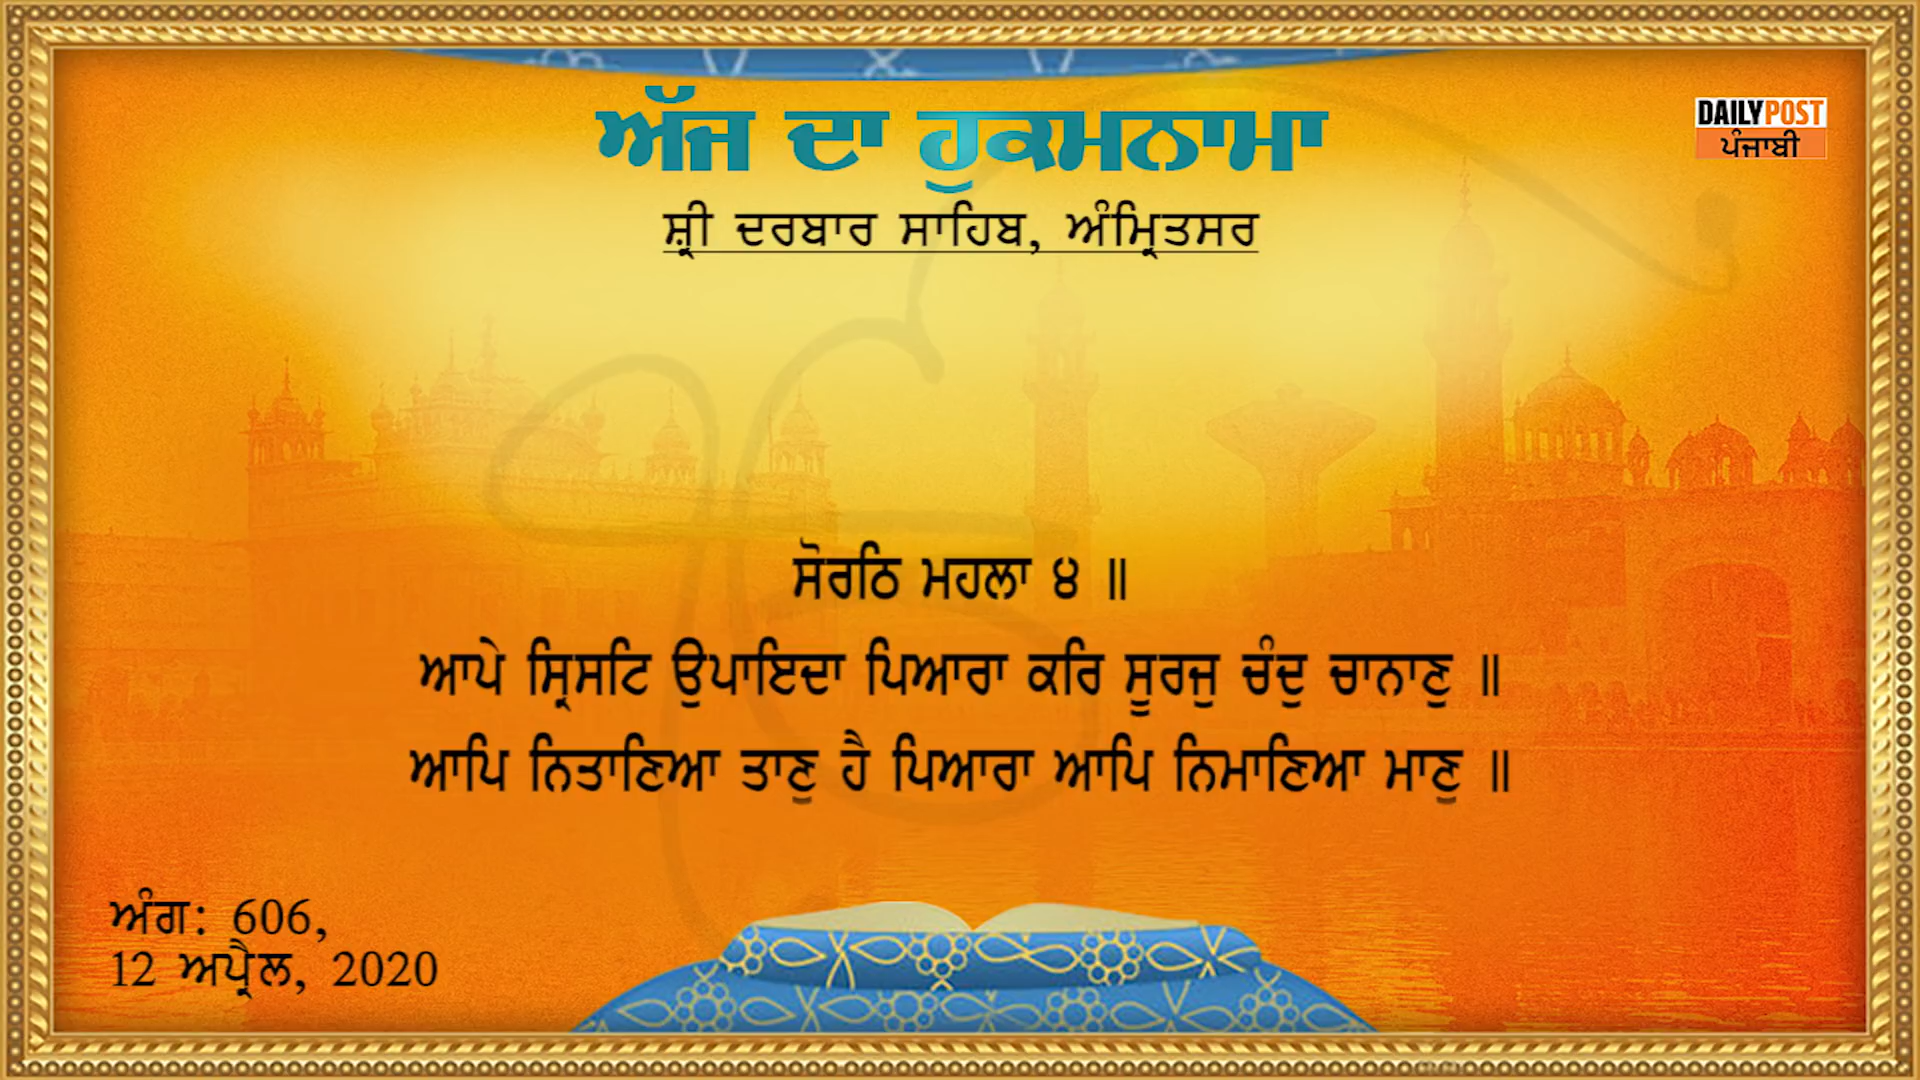 ਅੱਜ ਦਾ ਹੁਕਮਨਾਮਾ
DAILY POST
ਪੰਜਾਬੀ
ਸ਼੍ਰੀ ਦਰਬਾਰ ਸਾਹਿਬ, ਅੰਮ੍ਰਿਤਸਰ
ਸੋਰਠਿ ਮਹਲਾ ੪ ॥
ਆਪੇ ਸ੍ਰਿਸਟਿ ਉਪਾਇਦਾ ਪਿਆਰਾ ਕਰਿ ਸੂਰਜੁ ਚੰਦੁ ਚਾਨਾਣੁ ॥
ਆਪਿ ਨਿਤਾਣਿਆ ਤਾਣੁ ਹੈ ਪਿਆਰਾ ਆਪਿ ਨਿਮਾਣਿਆ ਮਾਣੁ ॥
ਅੰਗ: 606,
12 ਅਪ੍ਰੈਲ, 2020